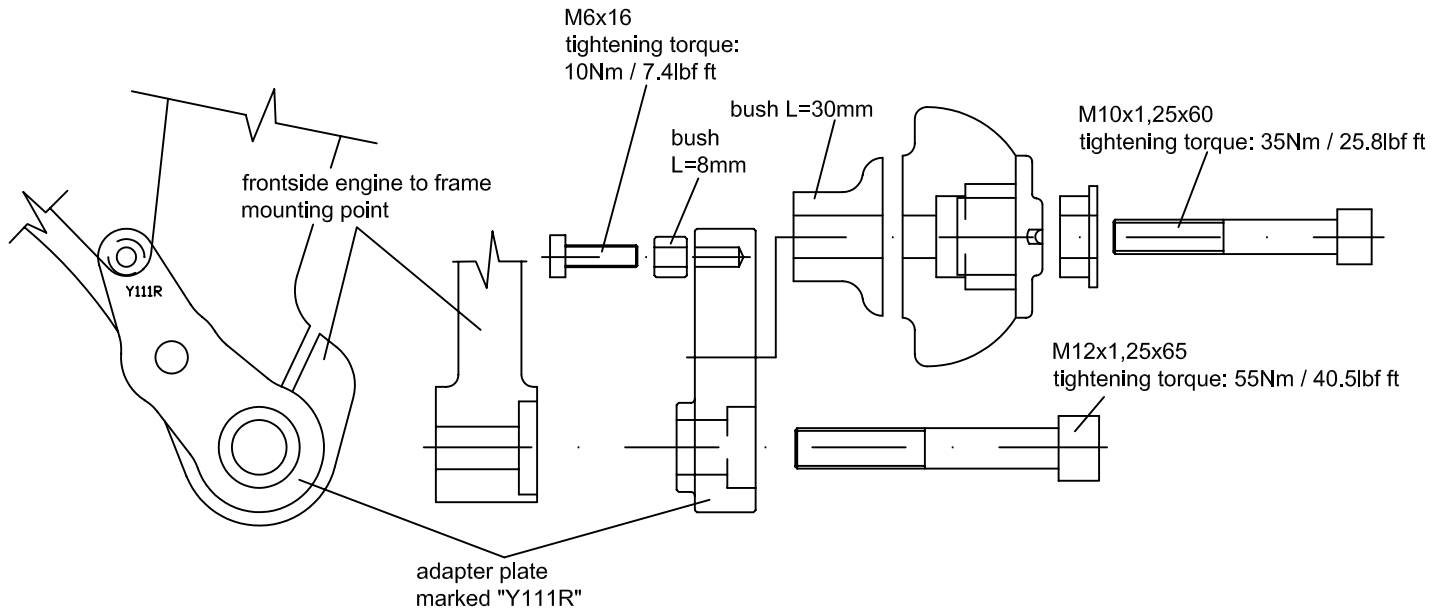 M6x16
tightening torque:
10Nm / 7.4lbf ft
bush L=30mm
bush
L=8mm
M10x1,25x60
tightening torque: 35Nm / 25.8lbf ft
frontside engine to frame
mounting point
Y111R
M12x1,25x65
tightening torque: 55Nm / 40.5lbf ft
adapter plate
marked "Y111R"